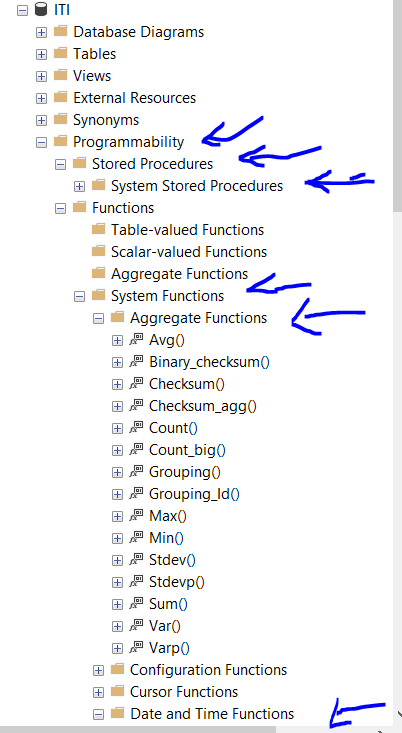 ITI
Database Diagrams
Tables
Views
External Resources
Synonyms
Programmability
Stored Procedures
System Stored Procedures
Functions
Table-valued Functions
Scalar-valued Functions
Aggregate Functions
System Functions
Aggregate Functions
Avg()
Binary_checksum()
Checksum()
Checksum_agg()
Count()
Count_big()
Grouping()
Grouping_Id()
Max()
Min()
Stdev()
Stdevp()
Sum()
Var()
Varp()
Configuration Functions
Cursor Functions
Date and Time Functions